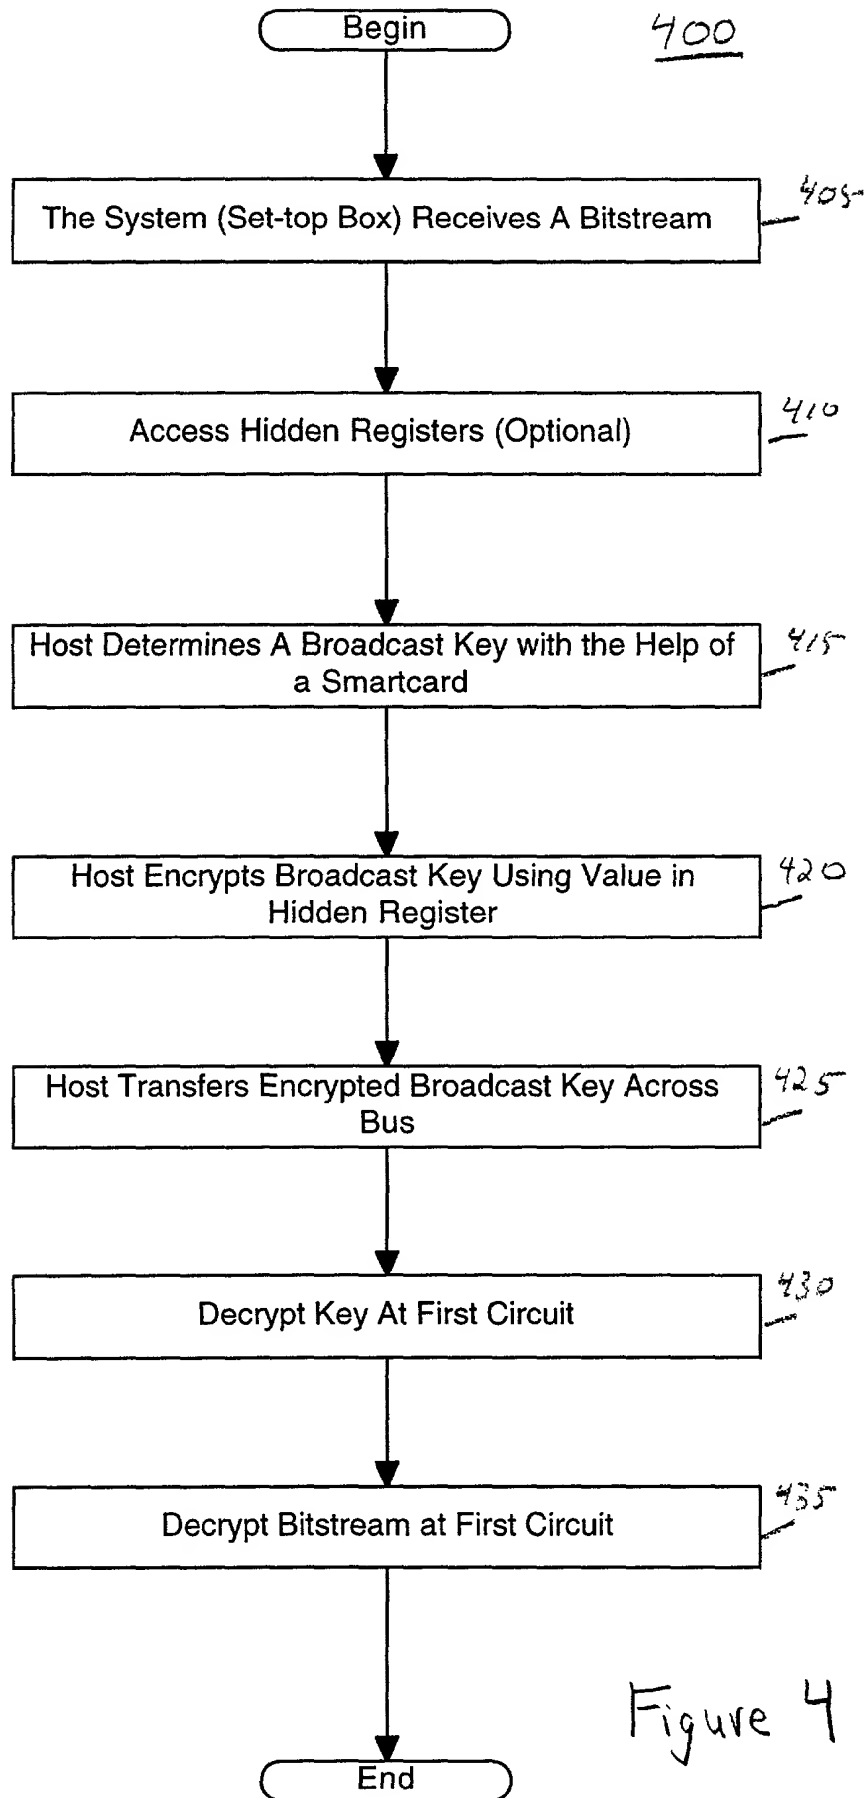 Begin
400
The System (Set-top Box) Receives A Bitstream
405
Access Hidden Registers (Optional)
410
Host Determines A Broadcast Key with the Help of
a Smartcard
415
Host Encrypts Broadcast Key Using Value in
Hidden Register
420
Host Transfers Encrypted Broadcast Key Across
Bus
425
Decrypt Key At First Circuit
430
Decrypt Bitstream at First Circuit
435
Figure 4
End